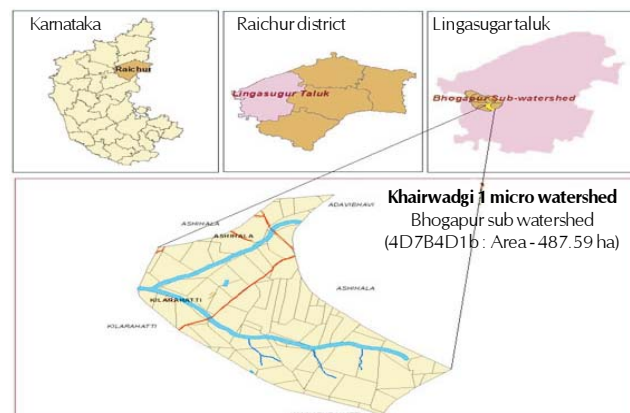 Karnataka
Raichur district
Lingasugar taluk
Raichur
Lingasugur Taluk
Bhogapur Sub-watershed
Khairwadgi 1 micro watershed
Bhogapur sub watershed
(4D7B4D1b : Area - 487.59 ha)
ADAVIBHAVI
ASHIHALA
ASHIHALA
ASHIHALA
KILARAHATTI
KILARAHATTI